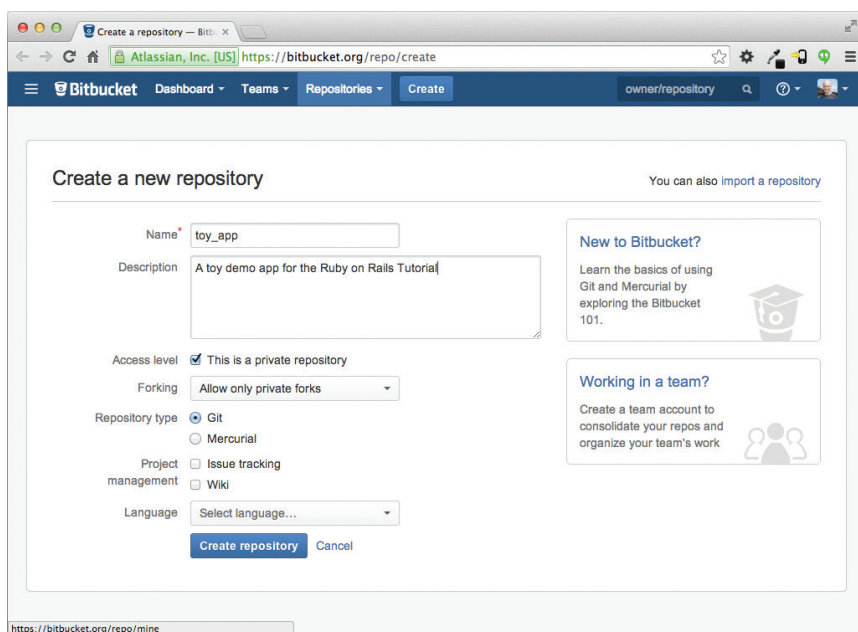 Create a repository — Bitb
Atlassian, Inc. [US] https://bitbucket.org/repo/create
Bitbucket Dashboard Teams Repositories Create owner/repository
Create a new repository
You can also import a repository
Name*
toy_app
Description
A toy demo app for the Ruby on Rails Tutorial
Access level
This is a private repository
Forking
Allow only private forks
Repository type
Git
Mercurial
Project
management
Issue tracking
Wiki
Language
Select language...
Create repository Cancel
New to Bitbucket?
Learn the basics of using
Git and Mercurial by
exploring the Bitbucket
101.
Working in a team?
Create a team account to
consolidate your repos and
organize your team's work
https://bitbucket.org/repo/mine